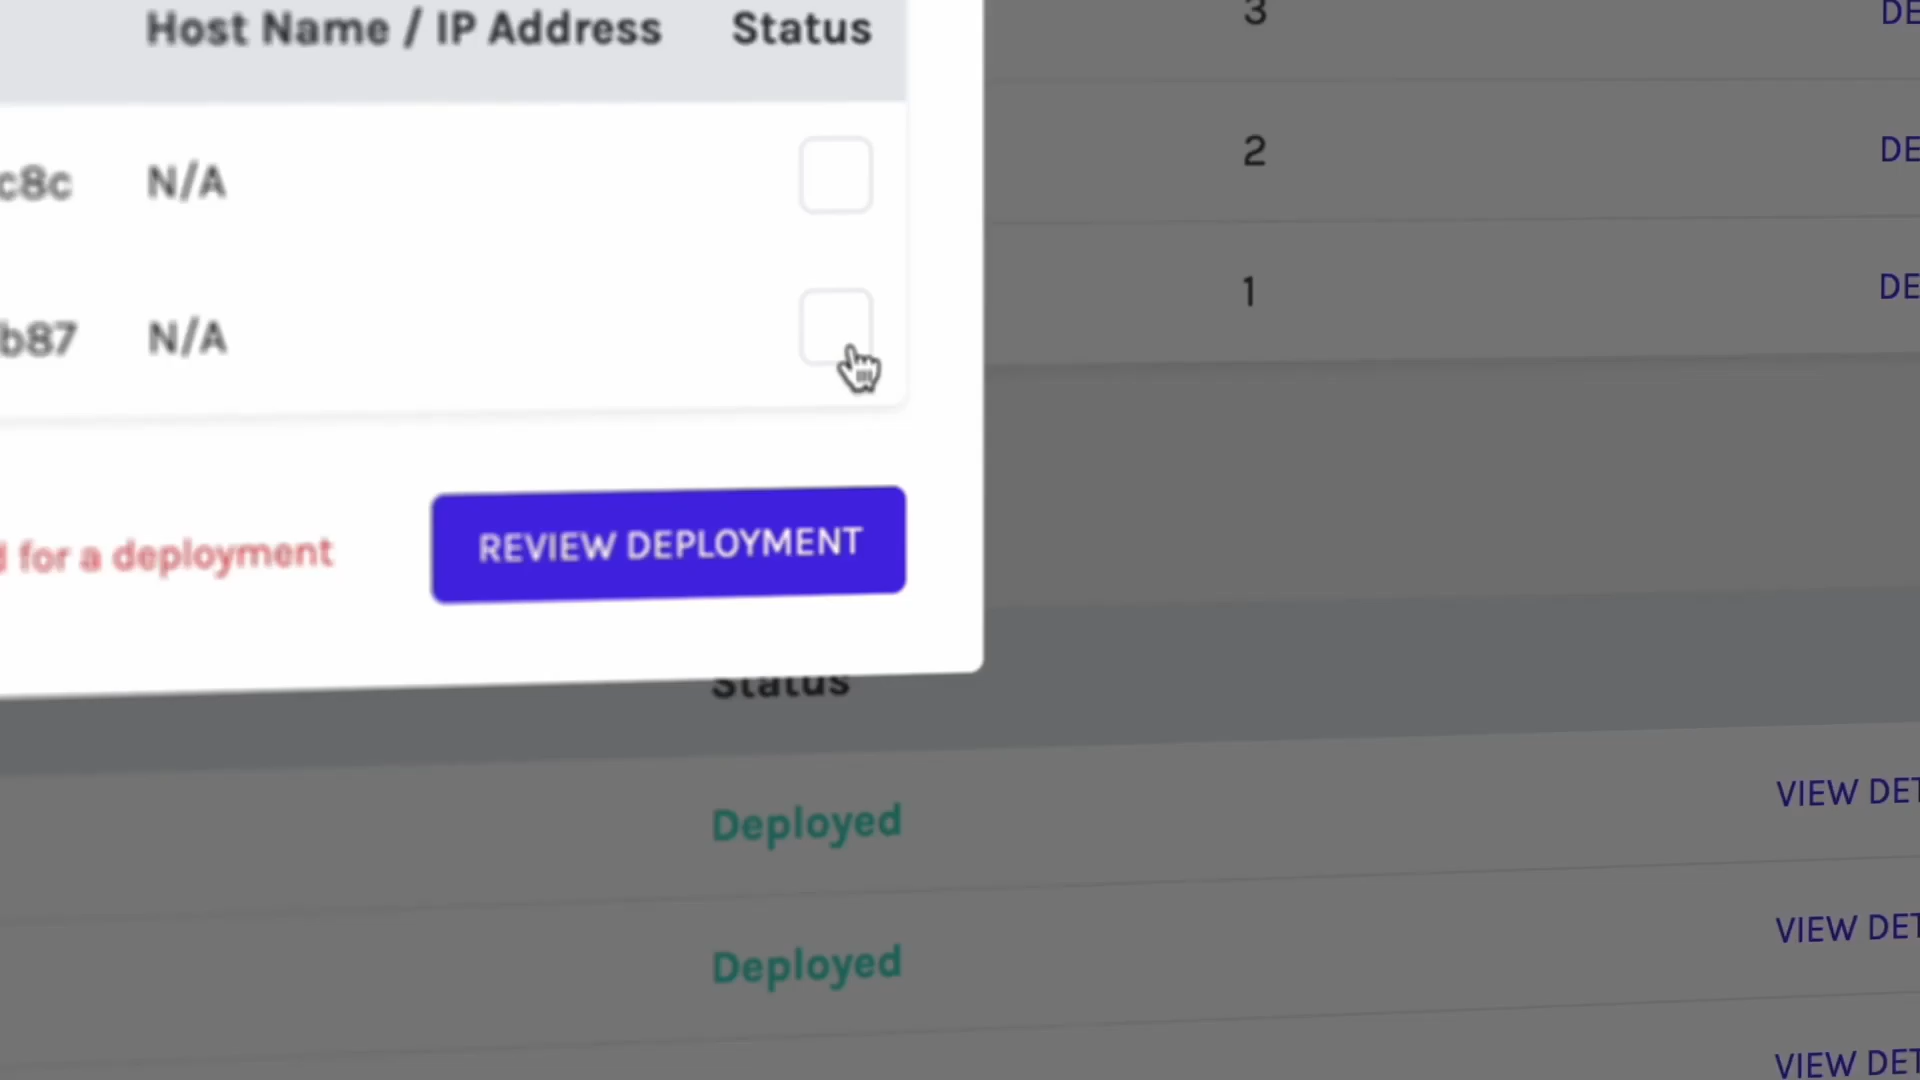 Host Name / IP Address Status
3 DE
c8c N/A
2 DE
1 DE
b87 N/A
for a deployment
REVIEW DEPLOYMENT
Status
Deployed
VIEW DET
Deployed
VIEW DET
VIEW DET